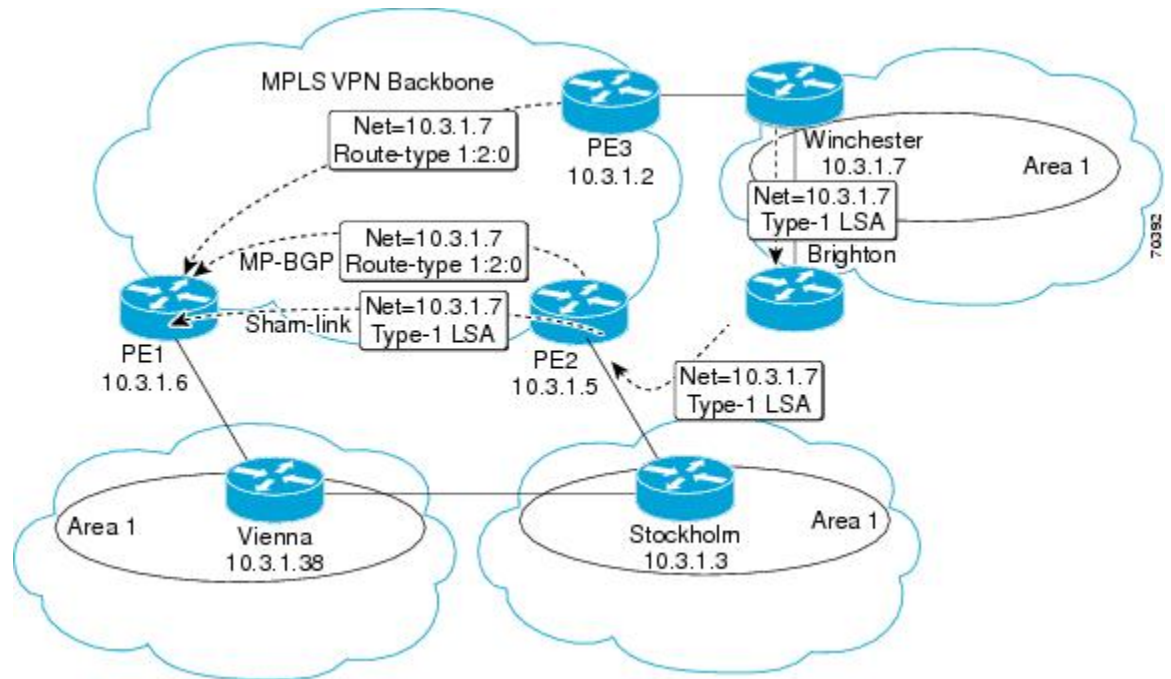 MPLS VPN Backbone
Net=10.3.1.7
Route-type 1:2:0
PE3
10.3.1.2
Winchester
10.3.1.7
Area 1
Net=10.3.1.7
Type-1 LSA
Brighton
70392
MP-BGP
Net=10.3.1.7
Route-type 1:2:0
Sham-link
Net=10.3.1.7
Type-1 LSA
PE1
10.3.1.6
PE2
10.3.1.5
Net=10.3.1.7
Type-1 LSA
Area 1
Vienna
10.3.1.38
Stockholm
10.3.1.3
Area 1